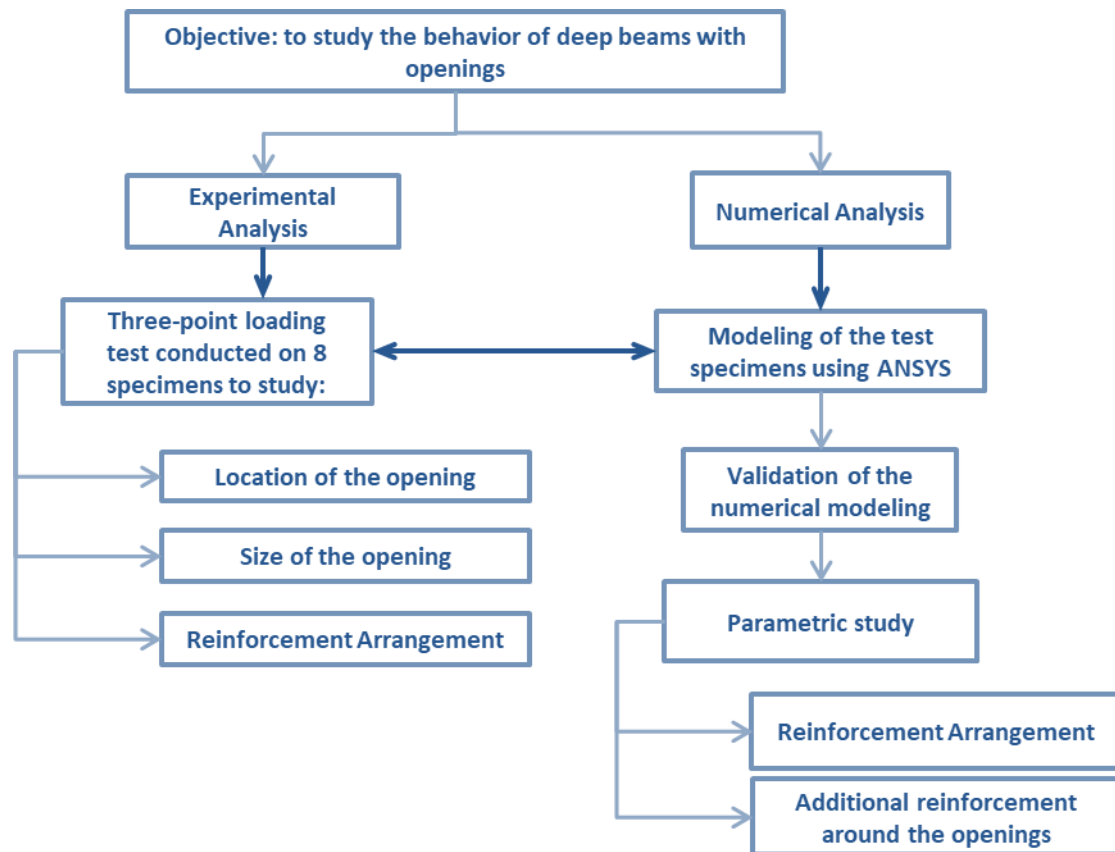 Objective: to study the behavior of deep beams with
openings
Experimental
Analysis
Numerical Analysis
Three-point loading
test conducted on 8
specimens to study:
Modeling of the test
specimens using ANSYS
Location of the opening
Size of the opening
Reinforcement Arrangement
Validation of the
numerical modeling
Parametric study
Reinforcement Arrangement
Additional reinforcement
around the openings